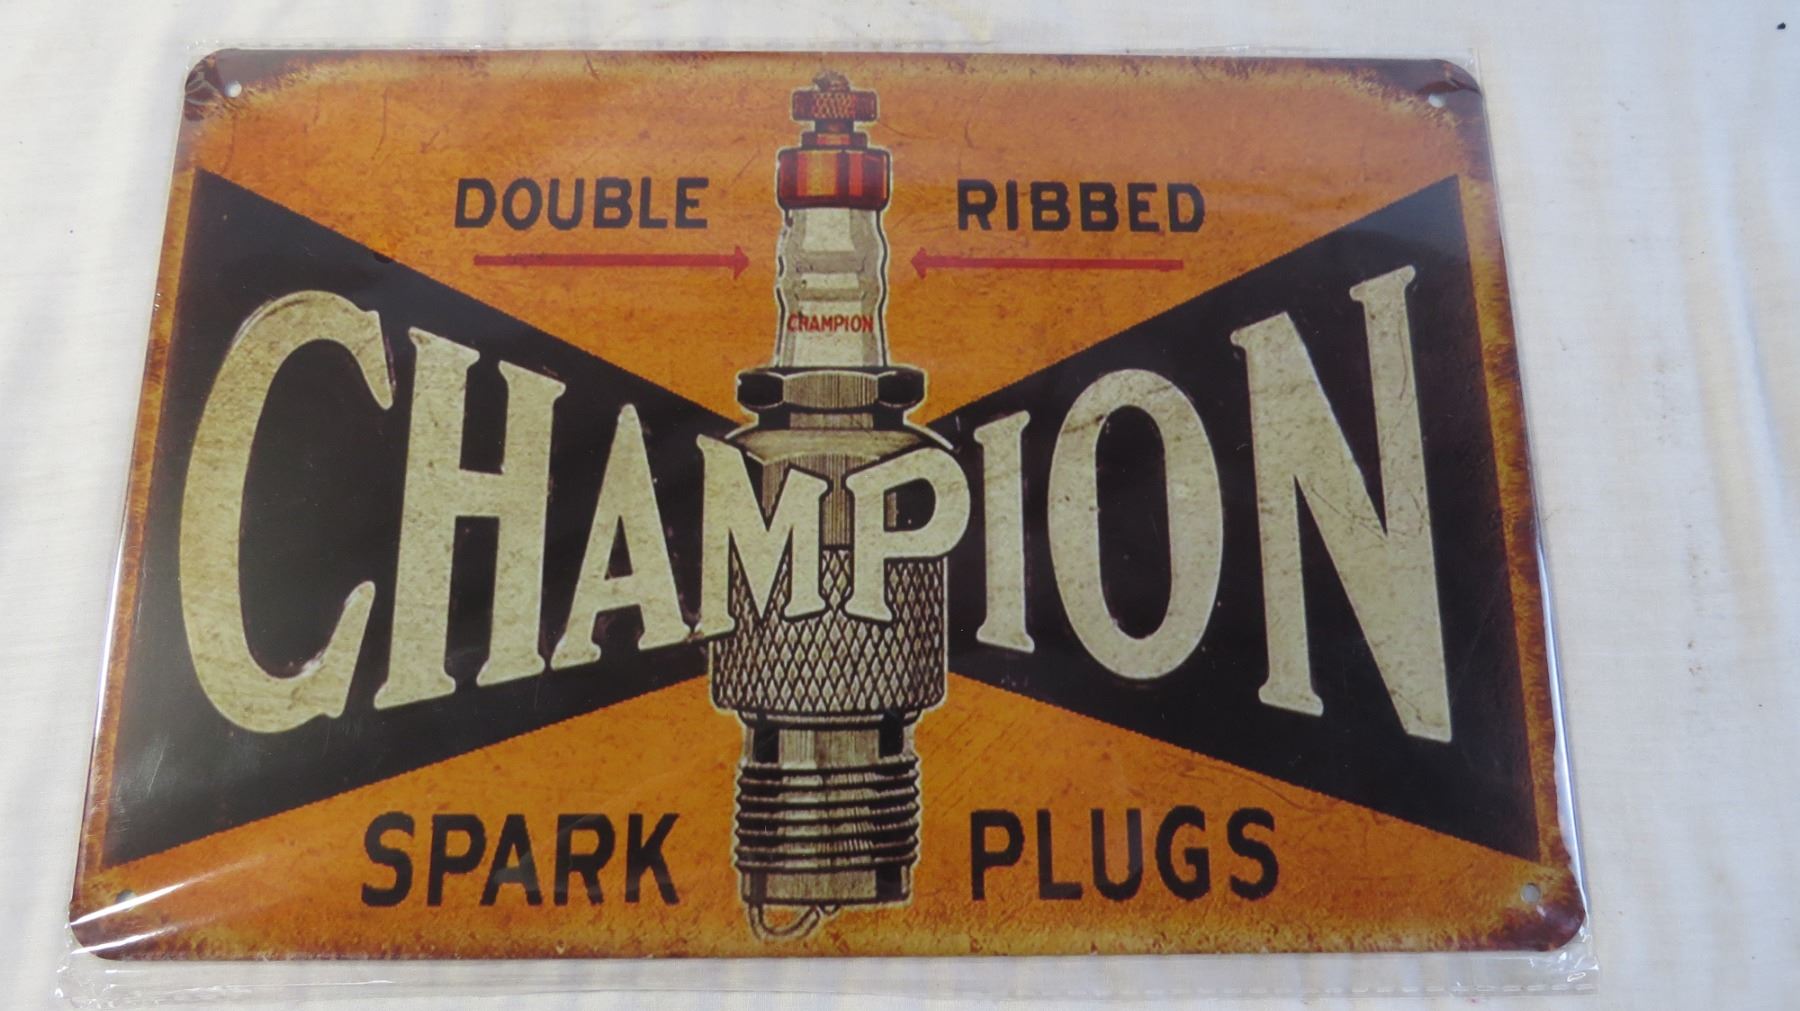 DOUBLE RIBBED
CHAMPION
CHAMPION
SPARK PLUGS